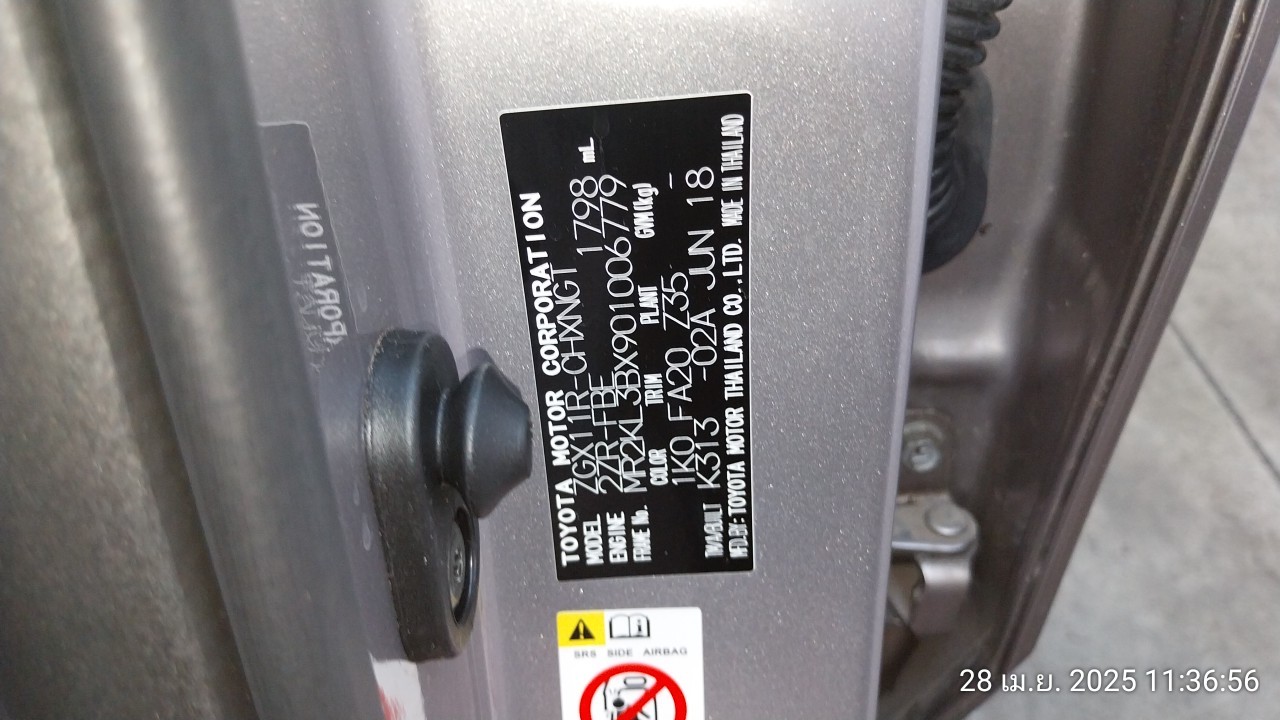 TOYOTA MOTOR CORPORATION
MODEL ZGX11R-CHXNGT 1798 mL
ENGINE 2ZR-FBE
FRAME No. MR2KL3BX901006779
COLOR TRIM PLANT GVM(kg)
1K0 FA20 Z35 -
T/M/A/BUILT K313 -02A JUN 18
MFD.BY:TOYOTA MOTOR THAILAND CO.,LTD. MADE IN THAILAND
SRS SIDE AIRBAG
28 เม.ย. 2025 11:36:56